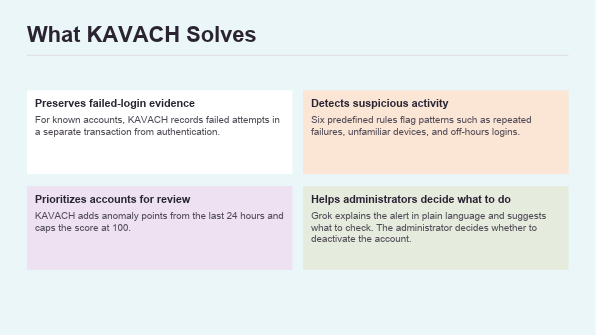 What KAVACH Solves
Preserves failed-login evidence
For known accounts, KAVACH records failed attempts in
a separate transaction from authentication.
Detects suspicious activity
Six predefined rules flag patterns such as repeated
failures, unfamiliar devices, and off-hours logins.
Prioritizes accounts for review
KAVACH adds anomaly points from the last 24 hours and
caps the score at 100.
Helps administrators decide what to do
Grok explains the alert in plain language and suggests
what to check. The administrator decides whether to
deactivate the account.